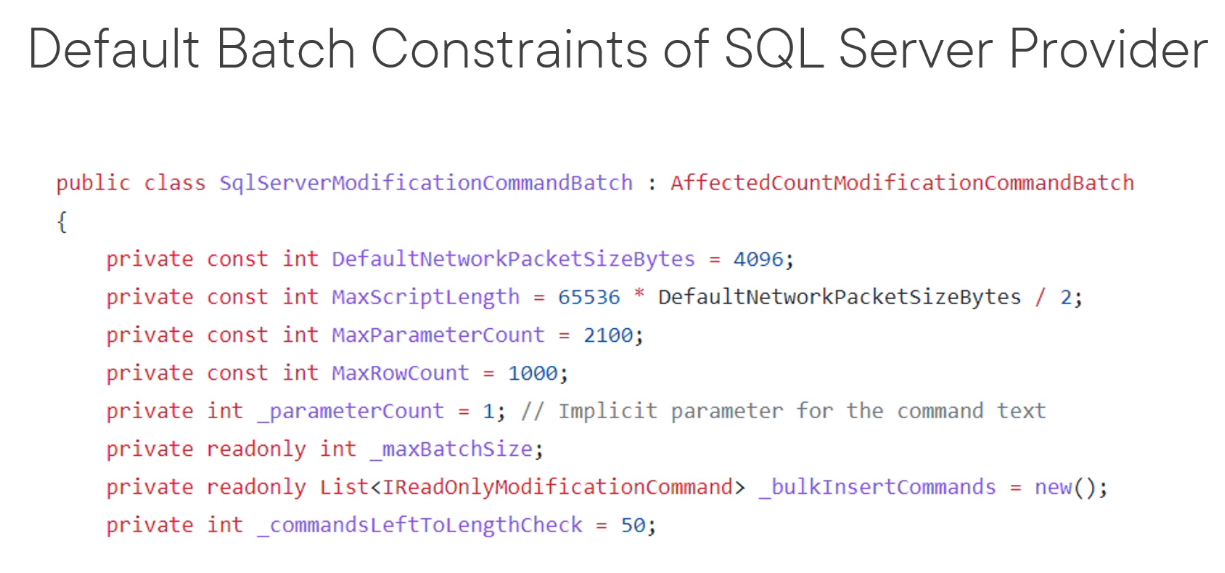 Default Batch Constraints of SQL Server Provider
public class SqlServerModificationCommandBatch : AffectedCountModificationCommandBatch
{
private const int DefaultNetworkPacketSizeBytes = 4096;
private const int MaxScriptLength = 65536 * DefaultNetworkPacketSizeBytes / 2;
private const int MaxParameterCount = 2100;
private const int MaxRowCount = 1000;
private int _parameterCount = 1; // Implicit parameter for the command text
private readonly int _maxBatchSize;
private readonly List<IReadOnlyModificationCommand> _bulkInsertCommands = new();
private int _commandsLeftToLengthCheck = 50;